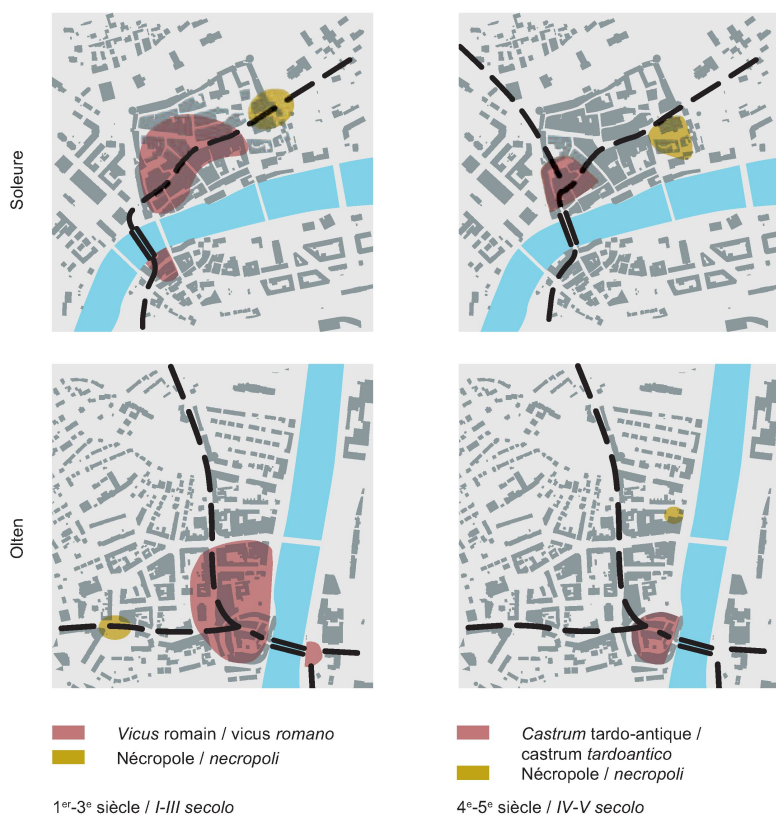 Soleure
Olten
Vicus romain / vicus romano
Nécropole / necropoli
1er-3e siècle / I-III secolo
Castrum tardo-antique /
castrum tardoantico
Nécropole / necropoli
4e-5e siècle / IV-V secolo